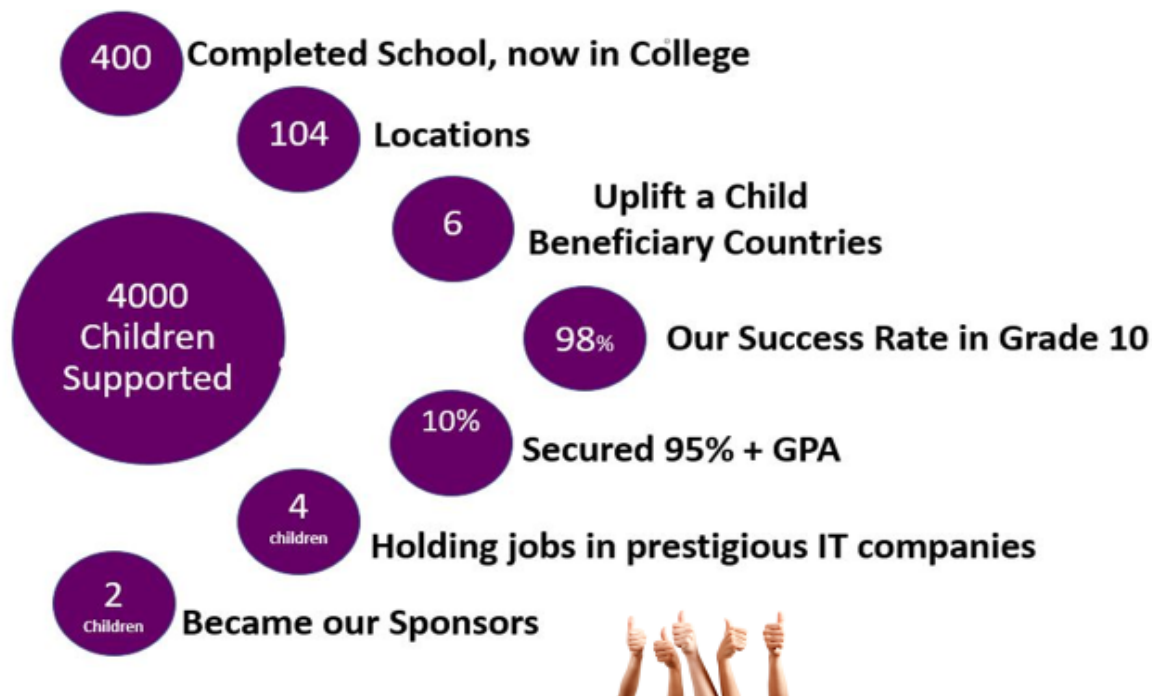 400 Completed School, now in College
104 Locations
6 Uplift a Child
Beneficiary Countries
4000
Children
Supported
98% Our Success Rate in Grade 10
10%
Secured 95% + GPA
4
children
Holding jobs in prestigious IT companies
2
Children
Became our Sponsors